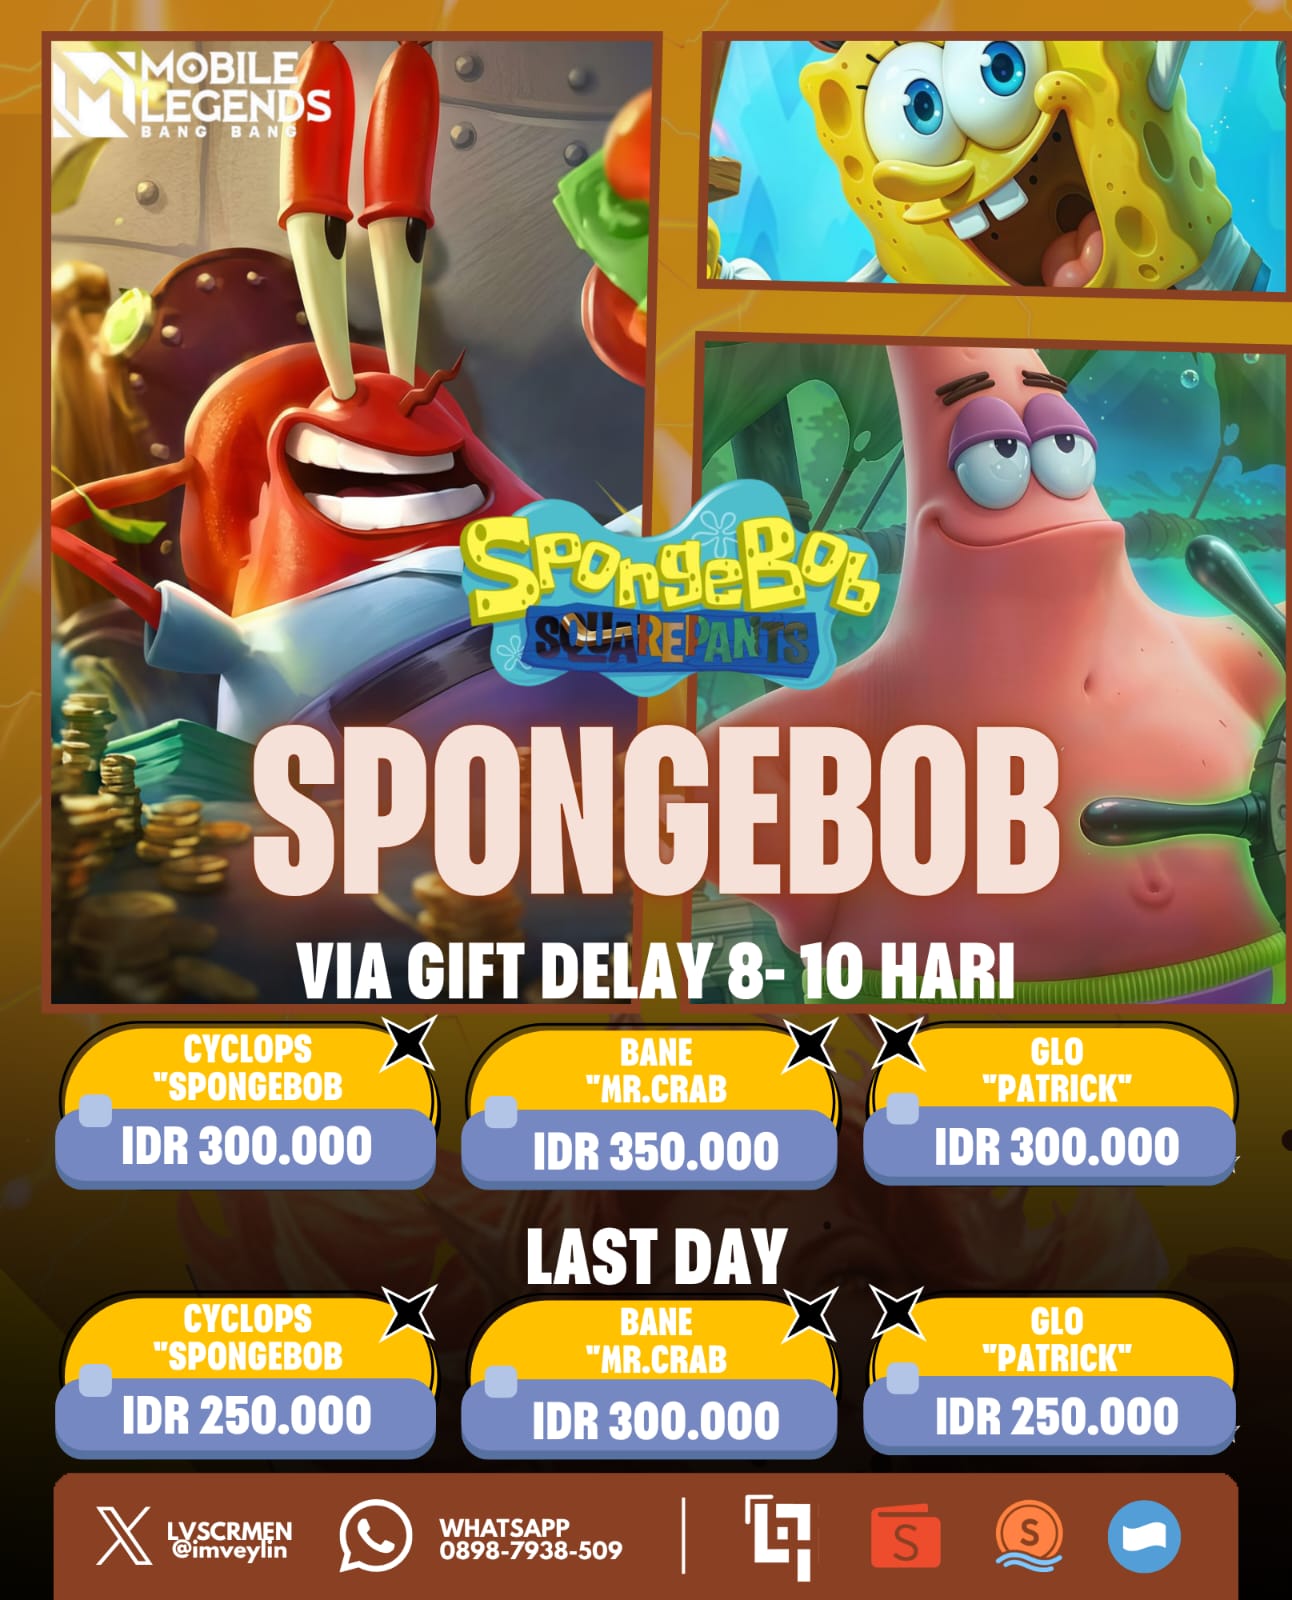 MOBILE
LEGENDS
BANG BANG
SPONGEBOB
SQUAREPANTS
SPONGEBOB
VIA GIFT DELAY 8- 10 HARI
CYCLOPS
"SPONGEBOB
IDR 300.000
BANE
"MR.CRAB
IDR 350.000
GLO
"PATRICK"
IDR 300.000
LAST DAY
CYCLOPS
"SPONGEBOB
IDR 250.000
BANE
"MR.CRAB
IDR 300.000
GLO
"PATRICK"
IDR 250.000
LVSCRMEN
@imveylin
WHATSAPP
0898-7938-509
S
S